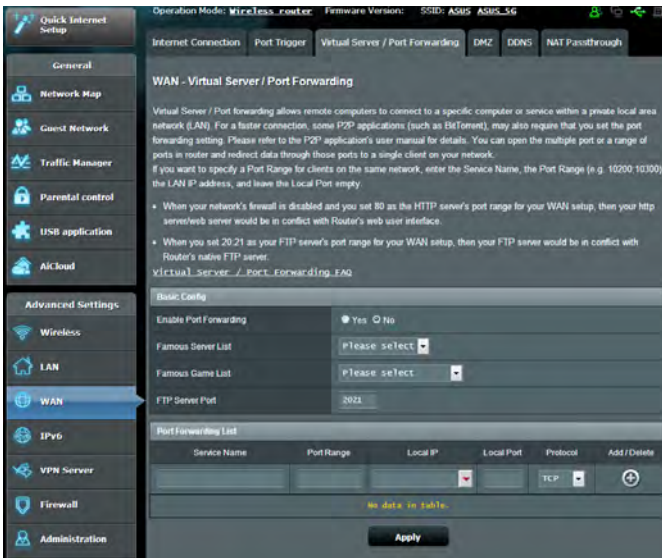 Quick Internet
Setup
Operation Mode: Wireless router Firmware Version: SSID: ASUS ASUS_5G
Internet Connection Port Trigger Virtual Server / Port Forwarding DMZ DDNS NAT Passthrough
General
Network Map
Guest Network
Traffic Manager
Parental control
USB application
AiCloud
Advanced Settings
Wireless
LAN
WAN
IPv6
VPN Server
Firewall
Administration
WAN - Virtual Server / Port Forwarding
Virtual Server / Port forwarding allows remote computers to connect to a specific computer or service within a private local area
network (LAN). For a faster connection, some P2P applications (such as BitTorrent), may also require that you set the port
forwarding setting. Please refer to the P2P application's user manual for details. You can open the multiple port or a range of
ports in router and redirect data through those ports to a single client on your network.
If you want to specify a Port Range for clients on the same network, enter the Service Name, the Port Range (e.g. 10200:10300),
the LAN IP address, and leave the Local Port empty.
• When your network's firewall is disabled and you set 80 as the HTTP server's port range for your WAN setup, then your http
server/web server would be in conflict with Router's web user interface.
• When you set 20:21 as your FTP server's port range for your WAN setup, then your FTP server would be in conflict with
Router's native FTP server.
Virtual Server / Port Forwarding FAQ
Basic Config
Enable Port Forwarding Yes No
Famous Server List Please select
Famous Game List Please select
FTP Server Port 2021
Port Forwarding List
Service Name Port Range Local IP Local Port Protocol Add / Delete
TCP
No data in table.
Apply